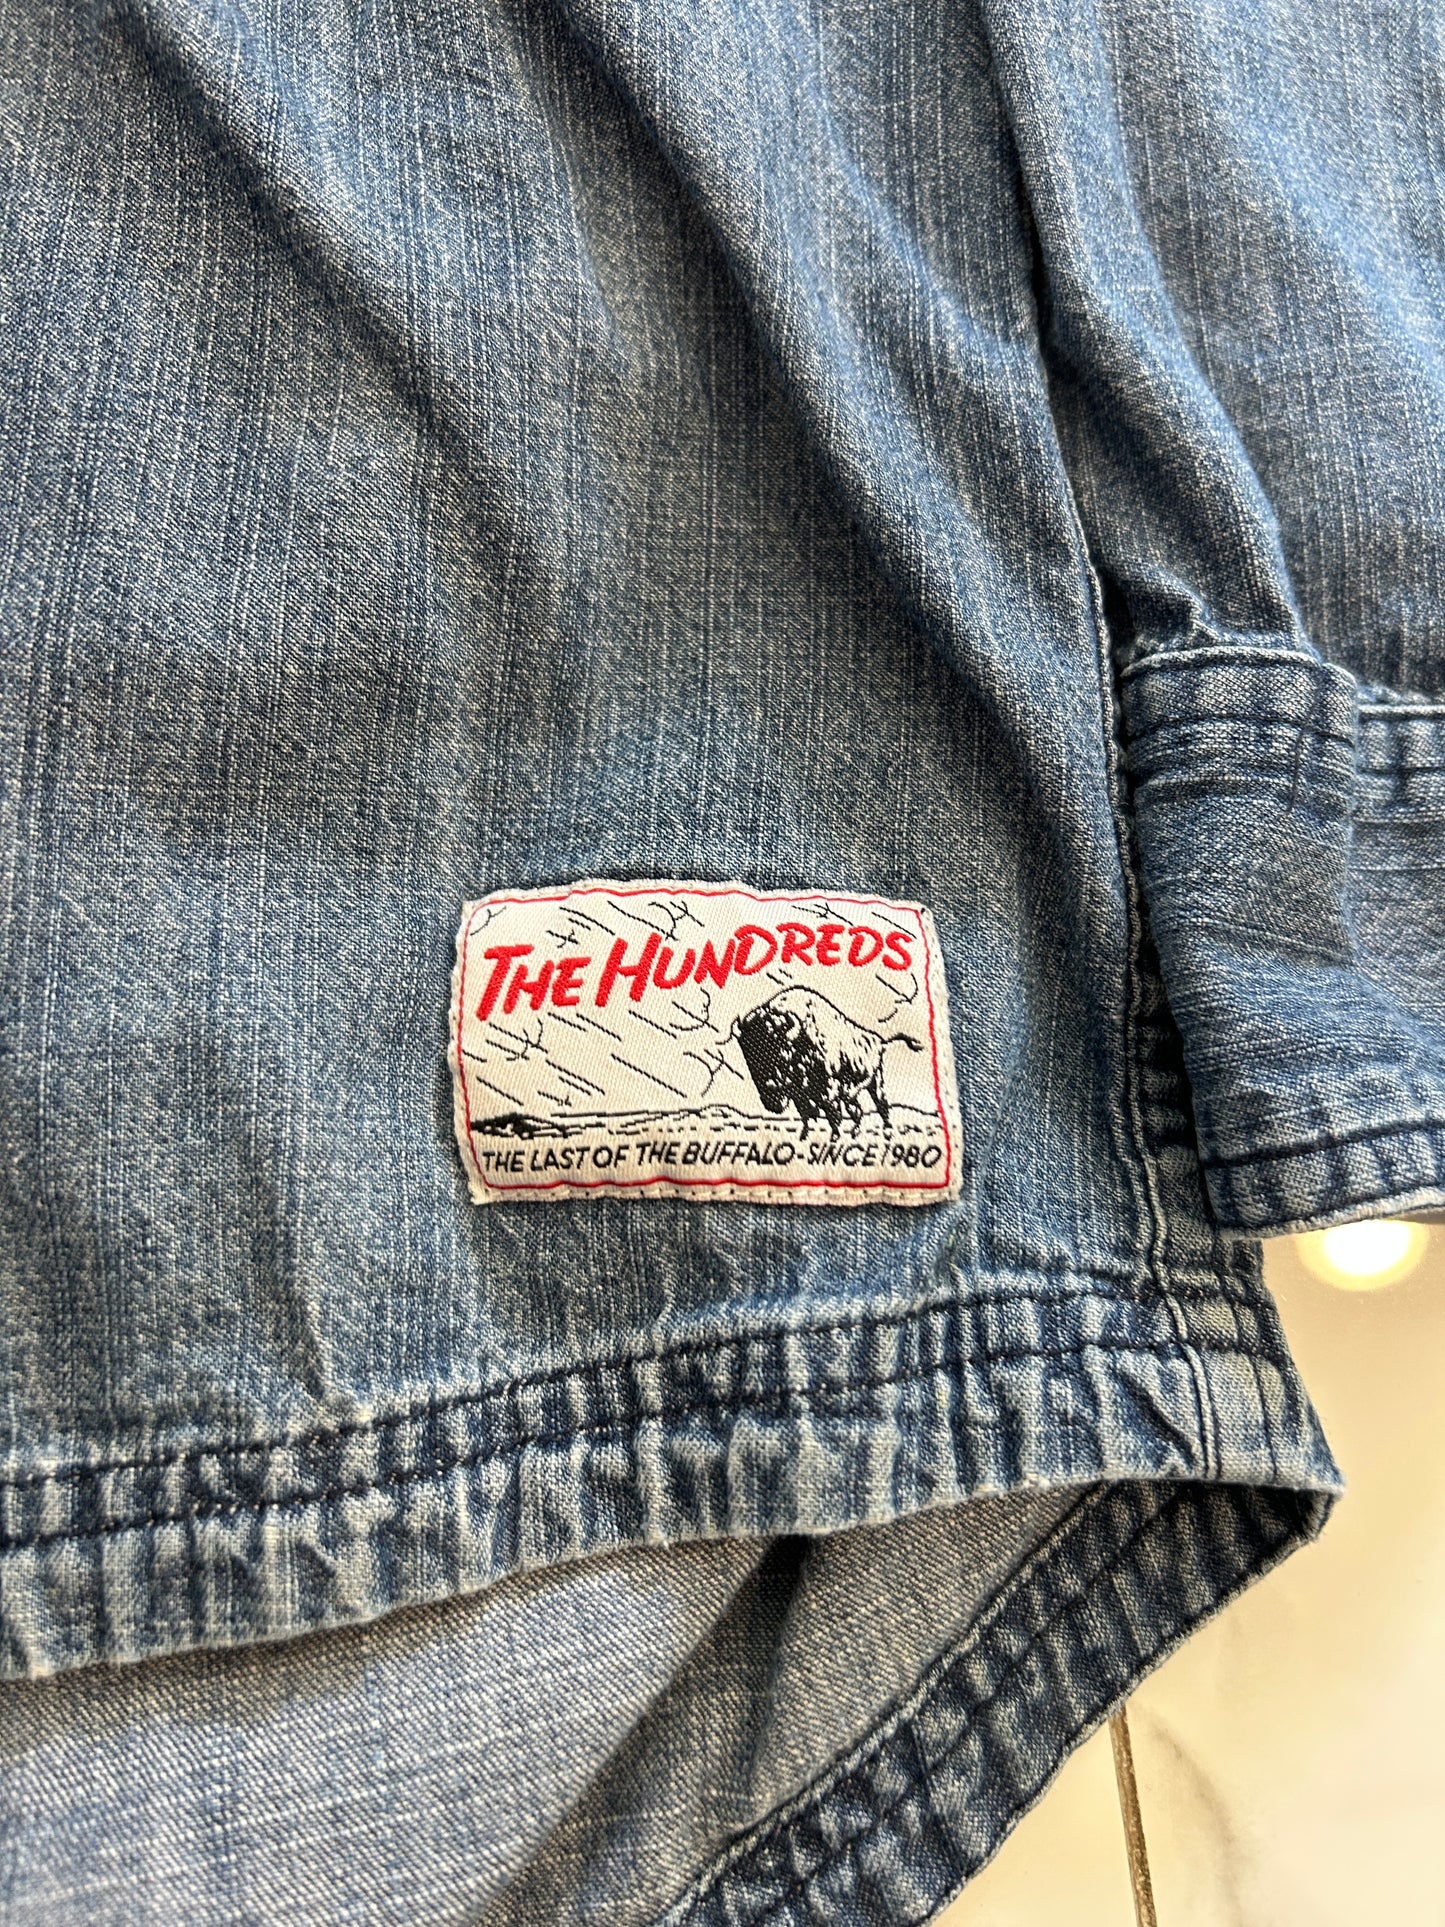 THE HUNDREDS
THE LAST OF THE BUFFALO-SINCE 1980